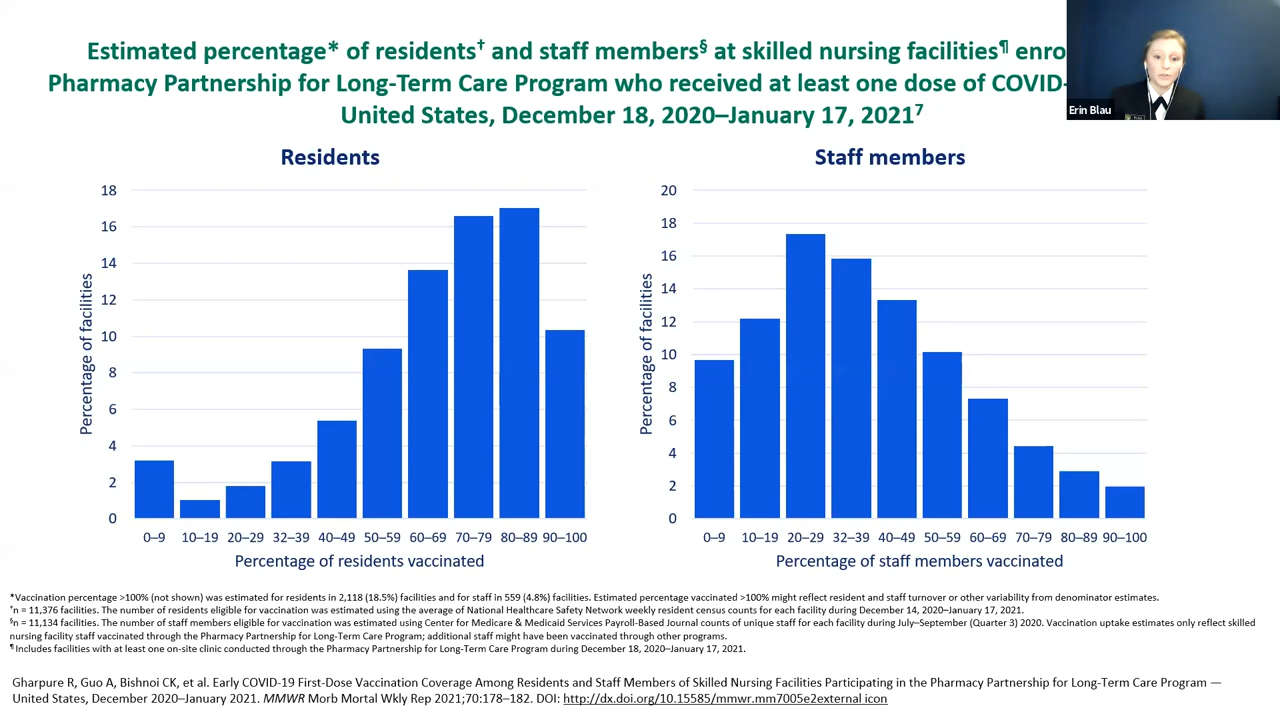 Estimated percentage* of residents† and staff members§ at skilled nursing facilities¶ enro
Pharmacy Partnership for Long-Term Care Program who received at least one dose of COVID-
United States, December 18, 2020–January 17, 2021⁷
Erin Blau
Residents
18
16
14
12
10
8
6
4
2
0
Percentage of facilities
0–9 10–19 20–29 32–39 40–49 50–59 60–69 70–79 80–89 90–100
Percentage of residents vaccinated
Staff members
20
18
16
14
12
10
8
6
4
2
0
Percentage of facilities
0–9 10–19 20–29 32–39 40–49 50–59 60–69 70–79 80–89 90–100
Percentage of staff members vaccinated
*Vaccination percentage >100% (not shown) was estimated for residents in 2,118 (18.5%) facilities and for staff in 559 (4.8%) facilities. Estimated percentage vaccinated >100% might reflect resident and staff turnover or other variability from denominator estimates.
†n = 11,376 facilities. The number of residents eligible for vaccination was estimated using the average of National Healthcare Safety Network weekly resident census counts for each facility during December 14, 2020–January 17, 2021.
§n = 11,134 facilities. The number of staff members eligible for vaccination was estimated using Center for Medicare & Medicaid Services Payroll-Based Journal counts of unique staff for each facility during July–September (Quarter 3) 2020. Vaccination uptake estimates only reflect skilled
nursing facility staff vaccinated through the Pharmacy Partnership for Long-Term Care Program; additional staff might have been vaccinated through other programs.
¶Includes facilities with at least one on-site clinic conducted through the Pharmacy Partnership for Long-Term Care Program during December 18, 2020–January 17, 2021.
Gharpure R, Guo A, Bishnoi CK, et al. Early COVID-19 First-Dose Vaccination Coverage Among Residents and Staff Members of Skilled Nursing Facilities Participating in the Pharmacy Partnership for Long-Term Care Program —
United States, December 2020–January 2021. MMWR Morb Mortal Wkly Rep 2021;70:178–182. DOI: http://dx.doi.org/10.15585/mmwr.mm7005e2external icon